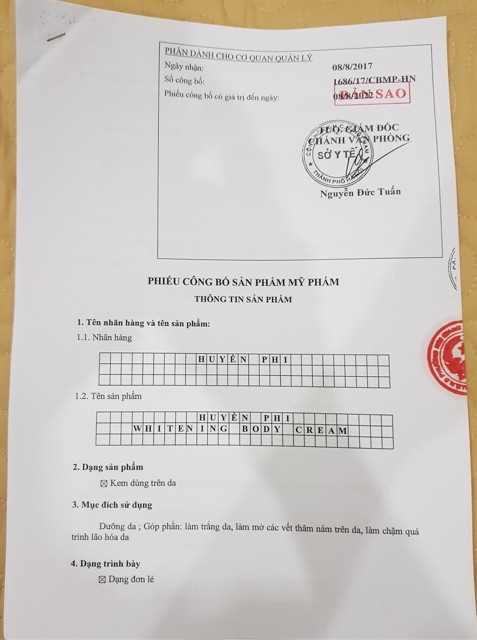 PHẦN DÀNH CHO CƠ QUAN QUẢN LÝ
Ngày nhận: 08/8/2017
Số công bố: 1686/17/CBMP-HN
Phiếu công bố có giá trị đến ngày: 08/8/2022
BẢN SAO
TUQ. GIÁM ĐỐC
CHÁNH VĂN PHÒNG
SỞ Y TẾ
Nguyễn Đức Tuấn
PHIẾU CÔNG BỐ SẢN PHẨM MỸ PHẨM
THÔNG TIN SẢN PHẨM
1. Tên nhãn hàng và tên sản phẩm:
1.1. Nhãn hàng
HUYỀN PHI
1.2. Tên sản phẩm
HUYỀN PHI
WHITENING BODY CREAM
2. Dạng sản phẩm
☒ Kem dùng trên da
3. Mục đích sử dụng
Dưỡng da ; Góp phần: làm trắng da, làm mờ các vết thâm nám trên da, làm chậm quá
trình lão hóa da
4. Dạng trình bày
☒ Dạng đơn lẻ